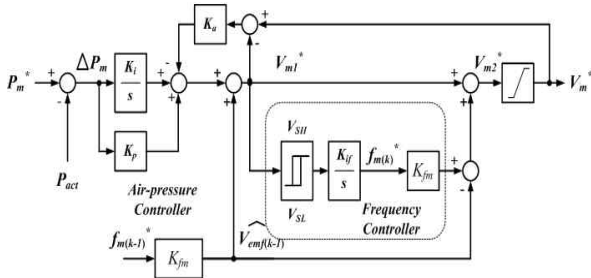 K_a
+
-
P_m*
+
-
ΔP_m
K_i
s
-
+
+
+
+
V_m1*
+
+
V_m2*
V_m*
K_p
P_act
Air-pressure
Controller
V_SH
V_SL
K_if
s
f_m(k)*
K_fm
+
-
Frequency
Controller
f_m(k-1)*
K_fm
V̂_emf(k-1)